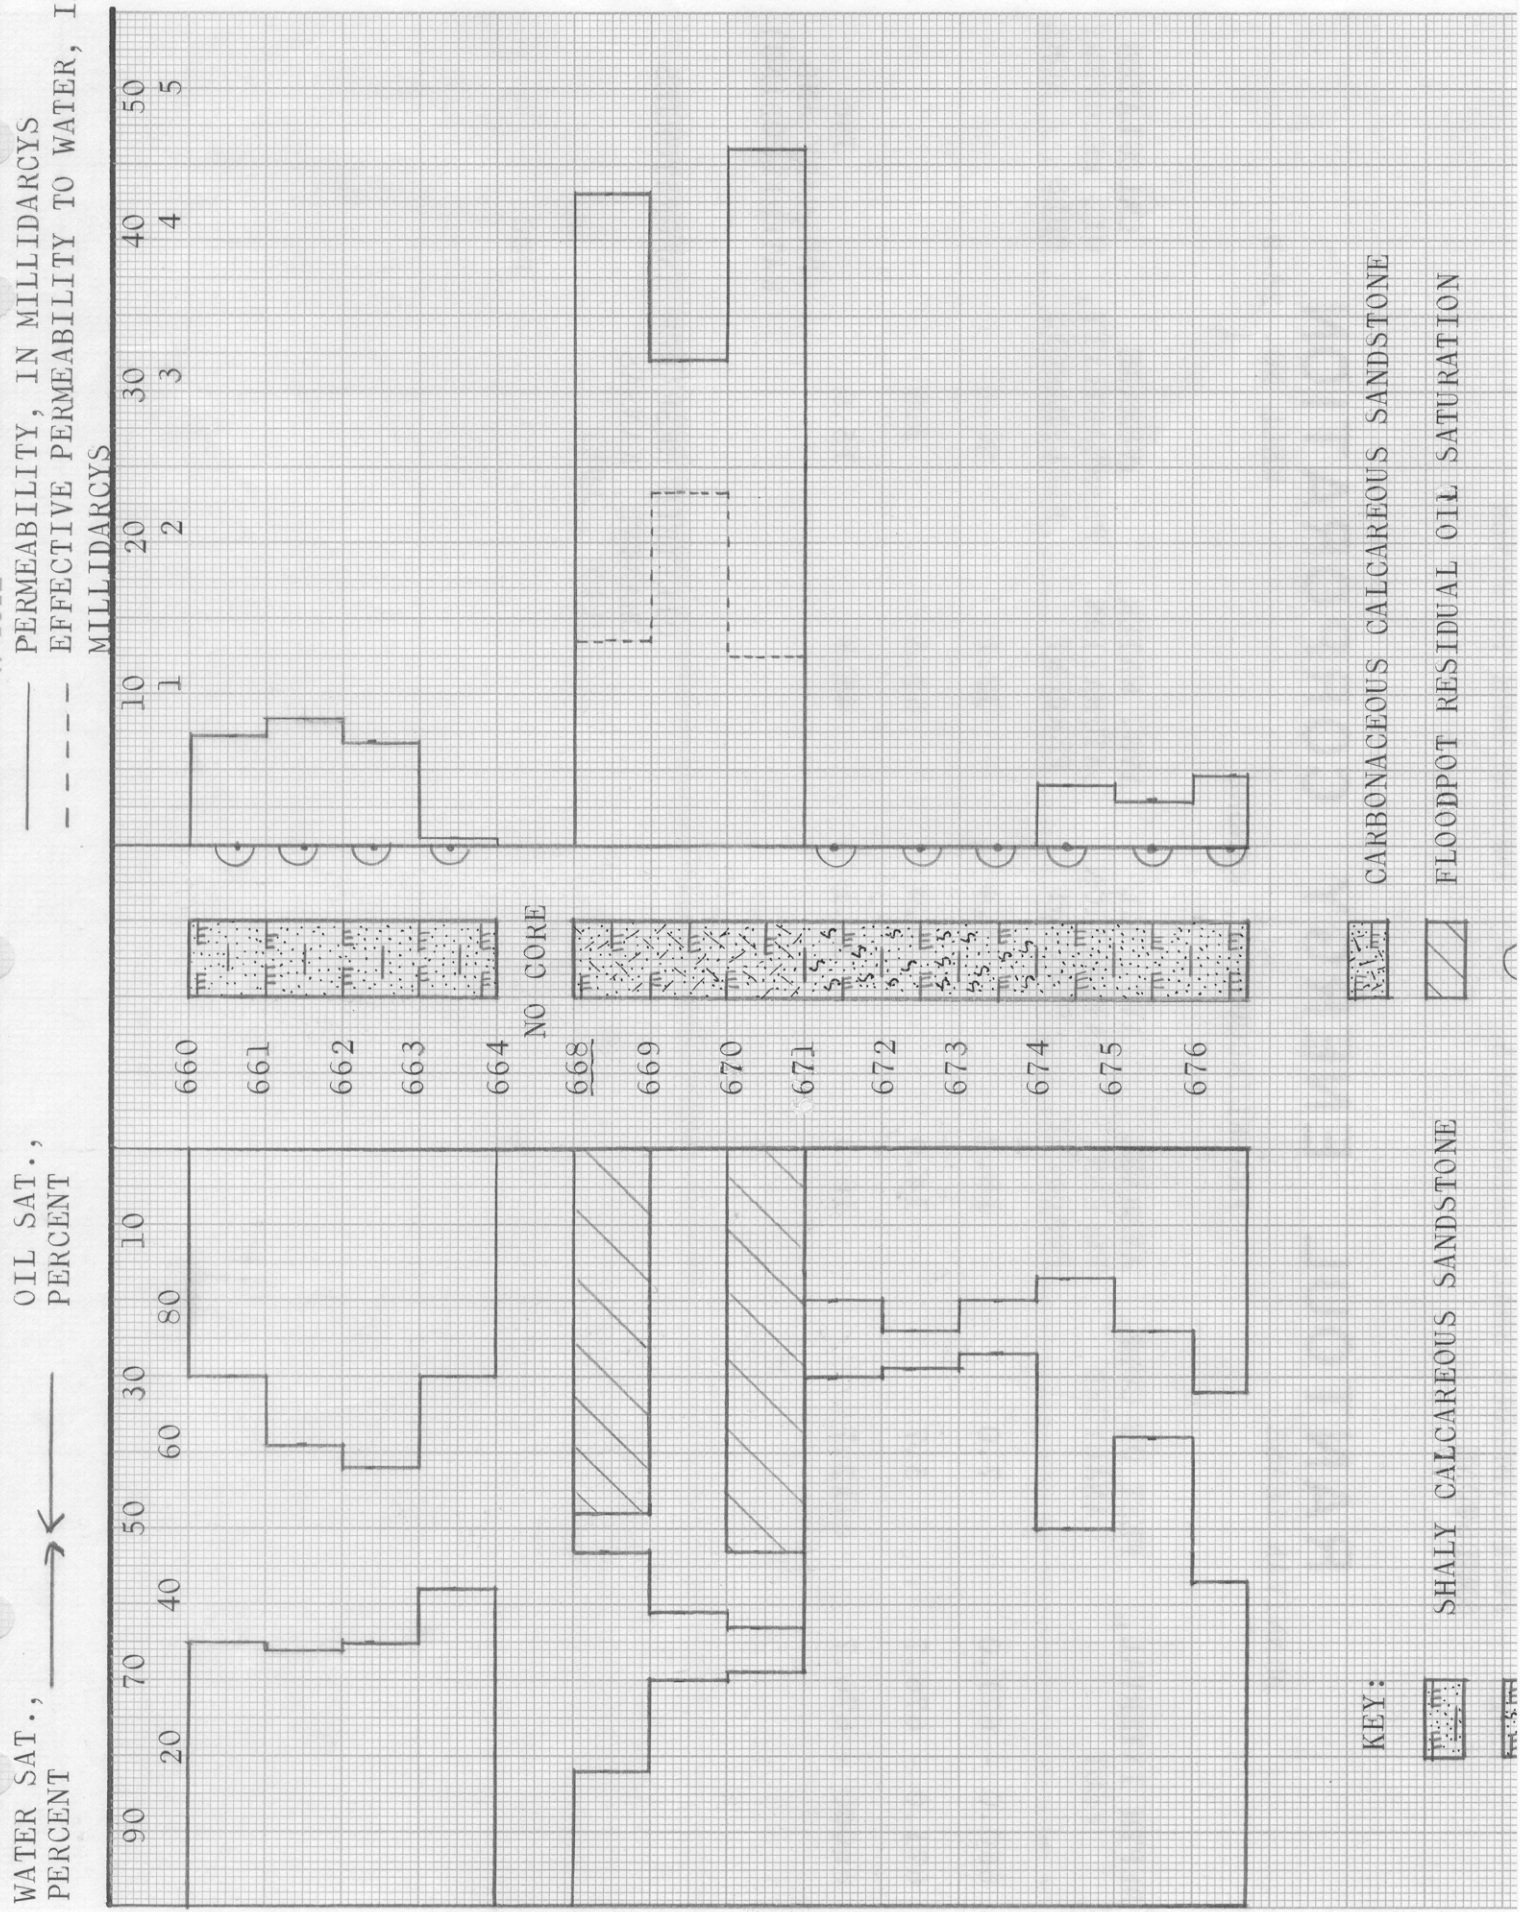 WATER SAT.,
PERCENT
OIL SAT.,
PERCENT
PERMEABILITY, IN MILLIDARCYS
EFFECTIVE PERMEABILITY TO WATER, I
MILLIDARCYS
90 70 50 30 10
20 40 60 80
10 20 30 40 50
1 2 3 4 5
660
661
662
663
664
NO CORE
668
669
670
671
672
673
674
675
676
KEY:
SHALY CALCAREOUS SANDSTONE
CARBONACEOUS CALCAREOUS SANDSTONE
FLOODPOT RESIDUAL OIL SATURATION